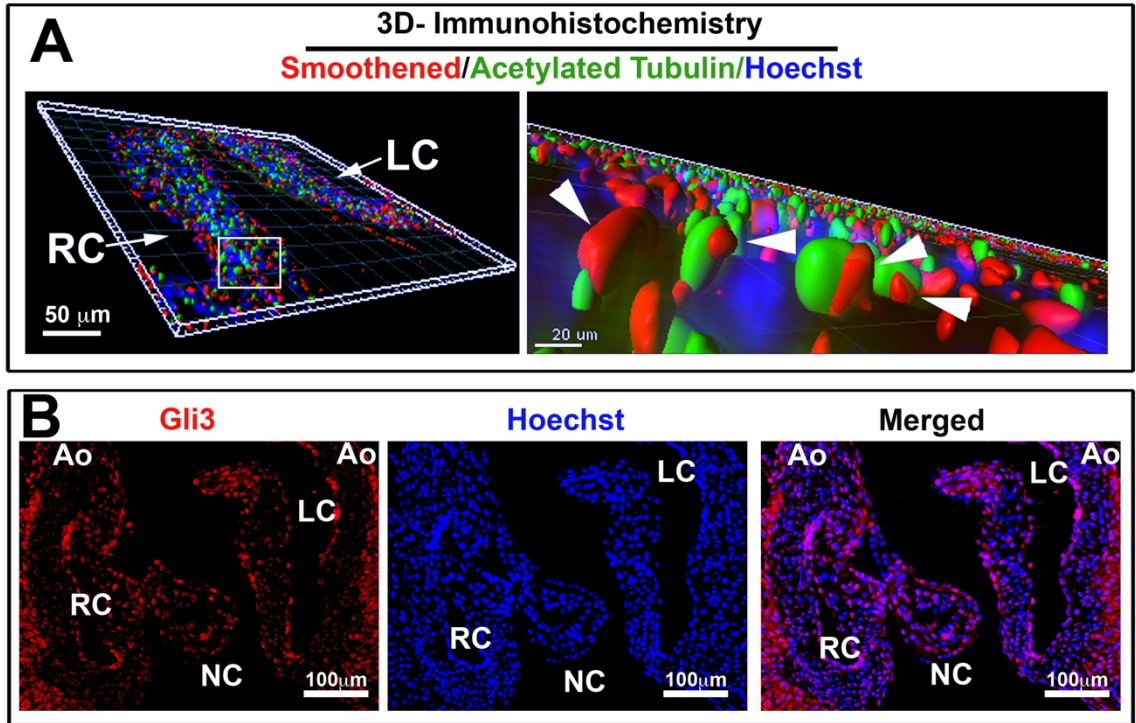 A
3D- Immunohistochemistry
Smoothened/Acetylated Tubulin/Hoechst
LC
RC
50 μm
20 um
B
Gli3
Hoechst
Merged
Ao
Ao
LC
RC
NC
100μm
LC
RC
NC
100μm
Ao
Ao
LC
RC
NC
100μm